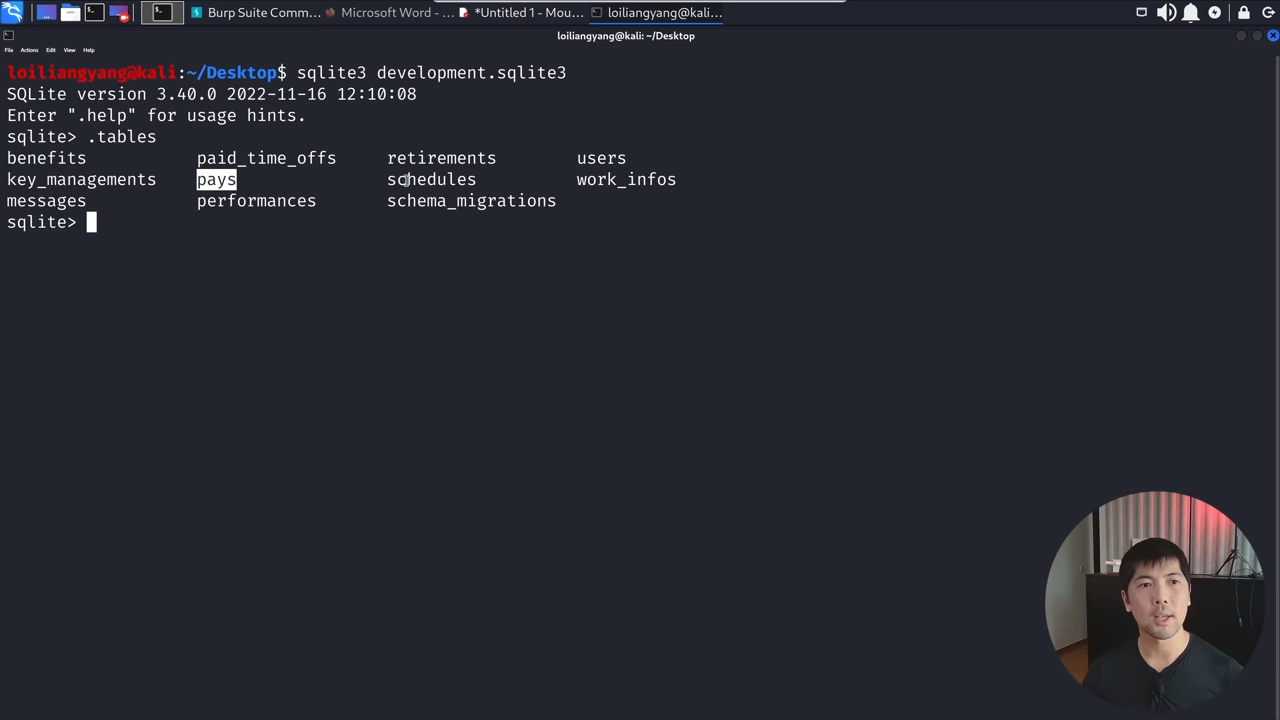 Burp Suite Comm... Microsoft Word - ... *Untitled 1 - Mou... loiliangyang@kali...
loiliangyang@kali: ~/Desktop
File Actions Edit View Help
loiliangyang@kali:~/Desktop$ sqlite3 development.sqlite3
SQLite version 3.40.0 2022-11-16 12:10:08
Enter ".help" for usage hints.
sqlite> .tables
benefits paid_time_offs retirements users
key_managements pays schedules work_infos
messages performances schema_migrations
sqlite>